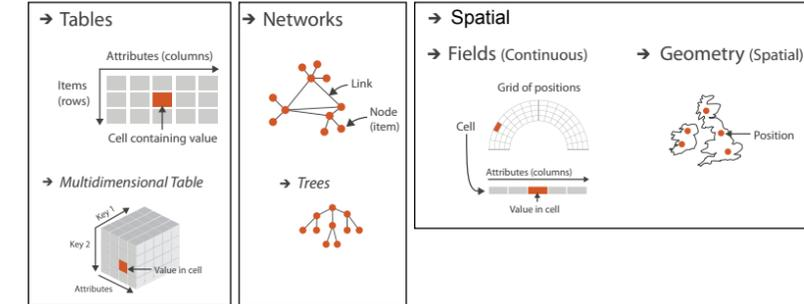 → Tables
Attributes (columns)
Items
(rows)
Cell containing value
→ Multidimensional Table
Key 1
Key 2
Value in cell
Attributes
→ Networks
Link
Node
(item)
→ Trees
→ Spatial
→ Fields (Continuous)
Grid of positions
Cell
Attributes (columns)
Value in cell
→ Geometry (Spatial)
Position